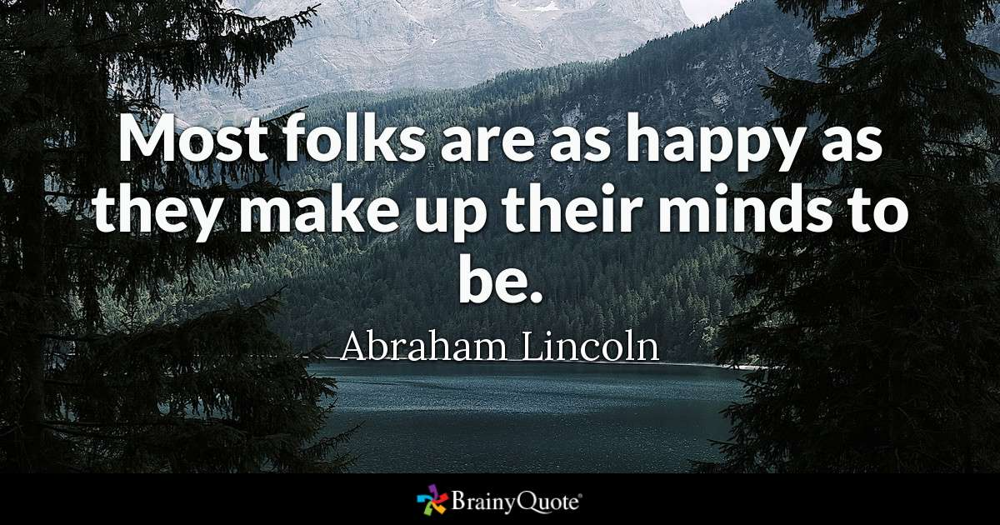 Most folks are as happy as
they make up their minds to
be.
Abraham Lincoln
BrainyQuote®